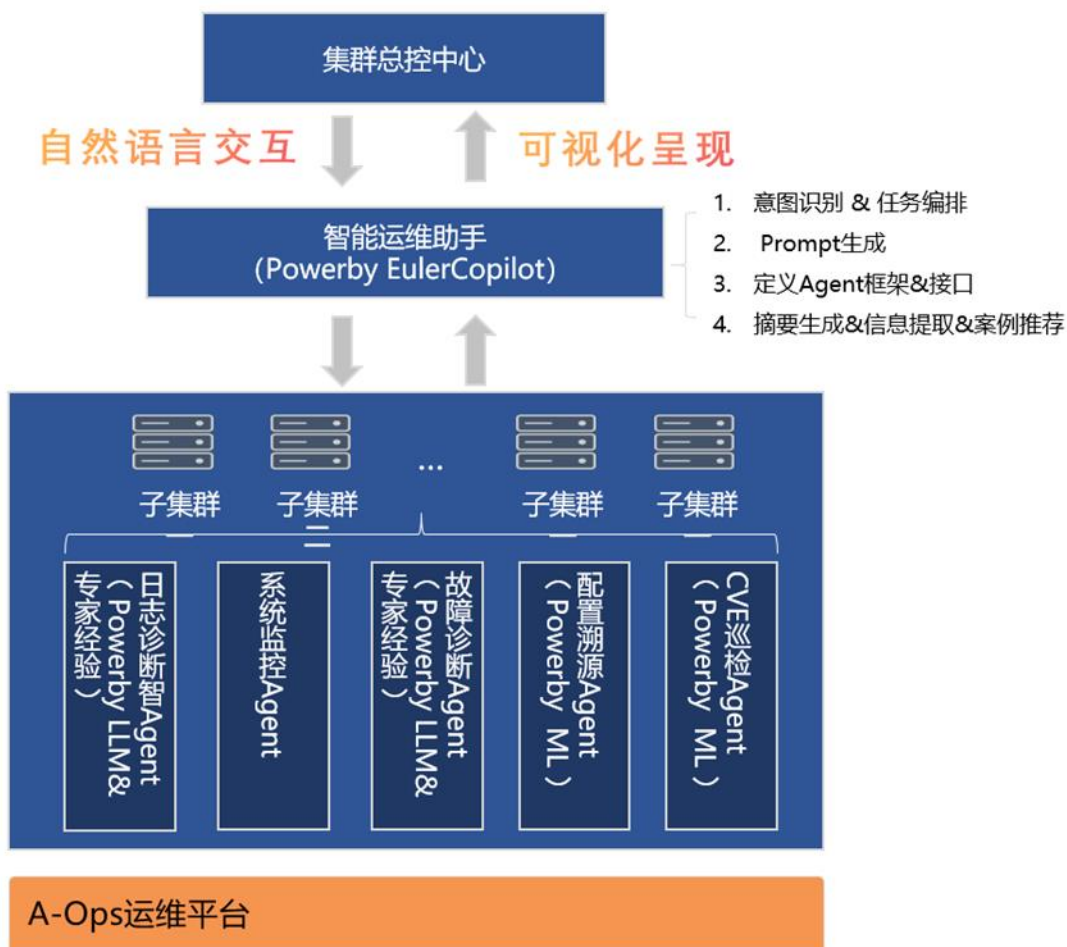 集群总控中心
自然语言交互
可视化呈现
智能运维助手
（Powerby EulerCopilot）
1. 意图识别 & 任务编排
2. Prompt生成
3. 定义Agent框架&接口
4. 摘要生成&信息提取&案例推荐
...
子集群一
子集群二
子集群一
子集群一
日志诊断智Agent
（Powerby LLM&
专家经验）
系统监控Agent
故障诊断Agent
（Powerby LLM&
专家经验）
配置溯源Agent
（Powerby ML）
CVE巡检Agent
（Powerby ML）
A-Ops运维平台